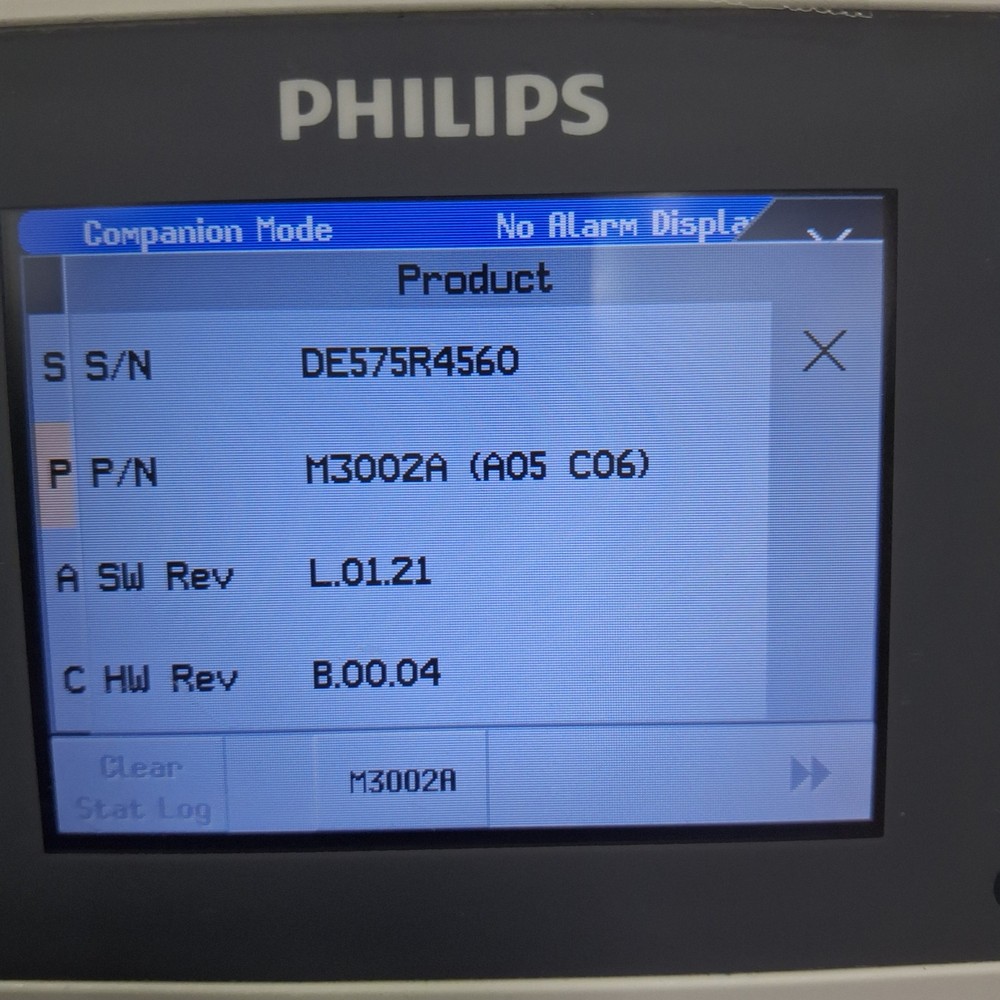 PHILIPS
Companion Mode No Alarm Displa
Product
S S/N DE575R4560
P P/N M3002A (A05 C06)
A SW Rev L.01.21
C HW Rev B.00.04
Clear
Stat Log
M3002A